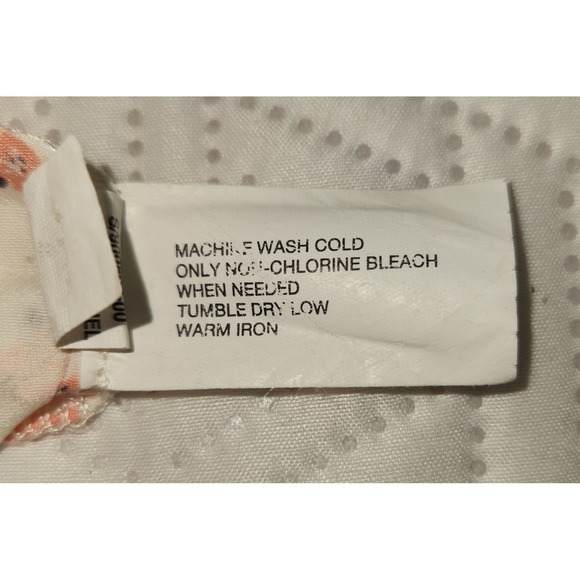 MACHINE WASH COLD
ONLY NON-CHLORINE BLEACH
WHEN NEEDED
TUMBLE DRY LOW
WARM IRON